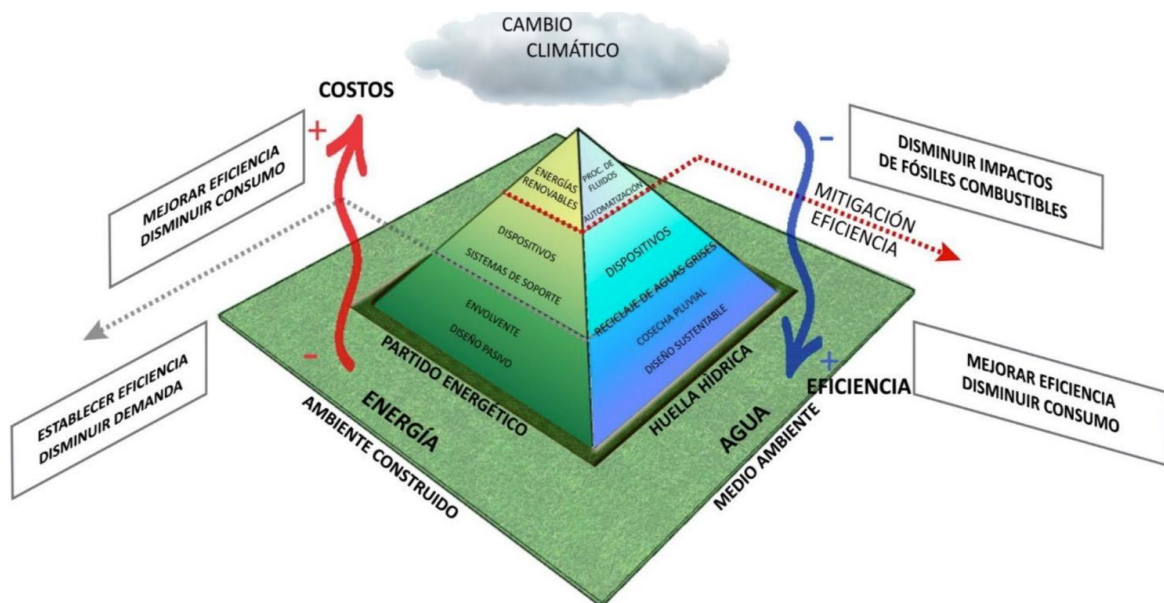 CAMBIO
CLIMÁTICO
COSTOS
+
-
MEJORAR EFICIENCIA
DISMINUIR CONSUMO
ESTABLECER EFICIENCIA
DISMINUIR DEMANDA
ENERGÍAS
RENOVABLES
DISPOSITIVOS
SISTEMAS DE SOPORTE
ENVOLVENTE
DISEÑO PASIVO
PARTIDO ENERGÉTICO
ENERGÍA
AMBIENTE CONSTRUIDO
PROC. DE
FLUIDOS
AUTOMATIZACIÓN
DISPOSITIVOS
RECICLAJE DE AGUAS GRISES
COSECHA PLUVIAL
DISEÑO SUSTENTABLE
HUELLA HÌDRICA
AGUA
MEDIO AMBIENTE
-
+
EFICIENCIA
MITIGACIÓN
EFICIENCIA
DISMINUIR IMPACTOS
DE FÓSILES COMBUSTIBLES
MEJORAR EFICIENCIA
DISMINUIR CONSUMO